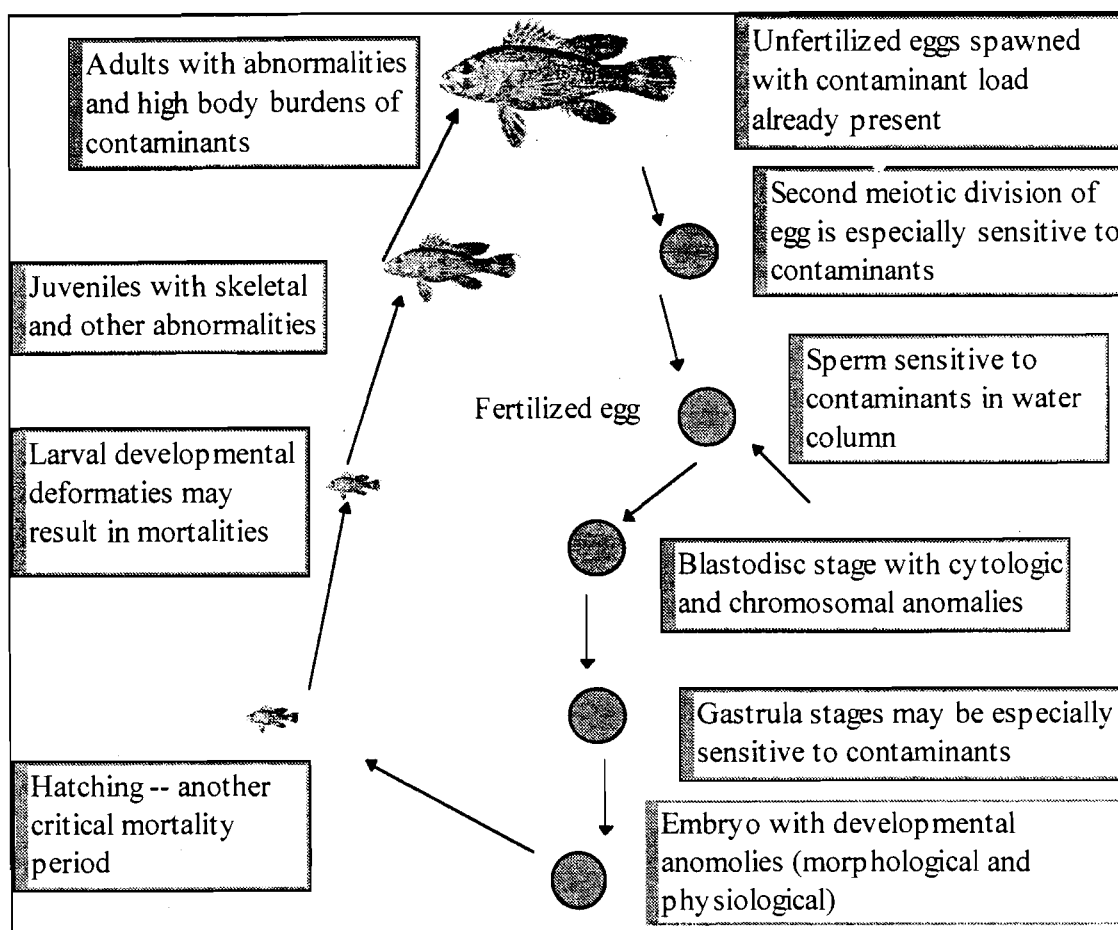 Adults with abnormalities
and high body burdens of
contaminants
Unfertilized eggs spawned
with contaminant load
already present
Second meiotic division of
egg is especially sensitive to
contaminants
Juveniles with skeletal
and other abnormalities
Sperm sensitive to
contaminants in water
column
Fertilized egg
Larval developmental
deformaties may
result in mortalities
Blastodisc stage with cytologic
and chromosomal anomalies
Gastrula stages may be especially
sensitive to contaminants
Hatching -- another
critical mortality
period
Embryo with developmental
anomolies (morphological and
physiological)